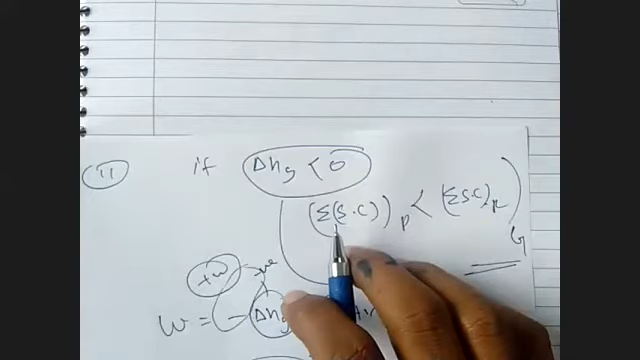 (ii) if Δng < 0
(Σ(S.C))p < (ΣS.C)R)G
+w -ve
W = - Δng